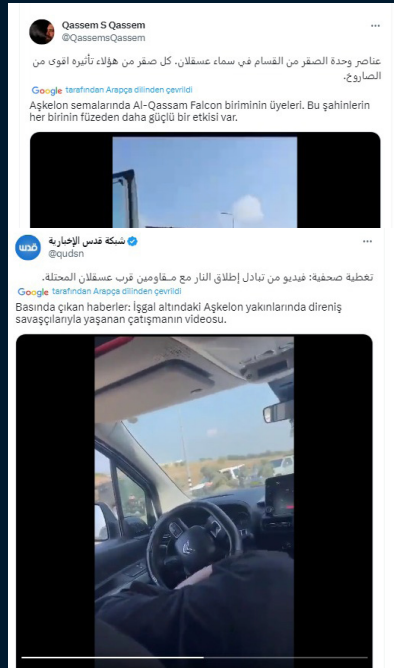 Qassem S Qassem
@QassemsQassem
عناصر وحدة الصقر من القسام في سماء عسقلان. كل صقر من هؤلاء تأثيره اقوى من
الصاروخ.
Google tarafından Arapça dilinden çevrildi
Aşkelon semalarında Al-Qassam Falcon biriminin üyeleri. Bu şahinlerin
her birinin füzeden daha güçlü bir etkisi var.
قدس شبكة قدس الإخبارية
@qudsn
تغطية صحفية: فيديو من تبادل إطلاق النار مع مـقاومين قرب عسقلان المحتلة.
Google tarafından Arapça dilinden çevrildi
Basında çıkan haberler: İşgal altındaki Aşkelon yakınlarında direniş
savaşçılarıyla yaşanan çatışmanın videosu.